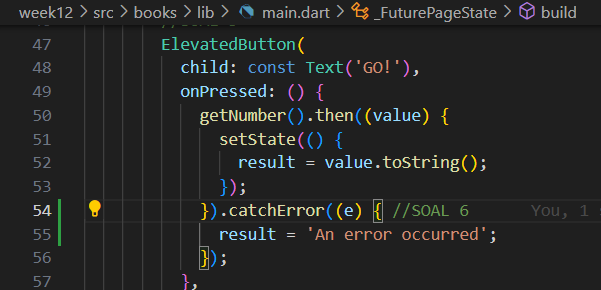 week12 > src > books > lib > main.dart > _FuturePageState > build
47 ElevatedButton(
48 child: const Text('GO!'),
49 onPressed: () {
50 getNumber().then((value) {
51 setState(() {
52 result = value.toString();
53 });
54 }).catchError((e) { //SOAL 6 You, 1
55 result = 'An error occurred';
56 });
57 },